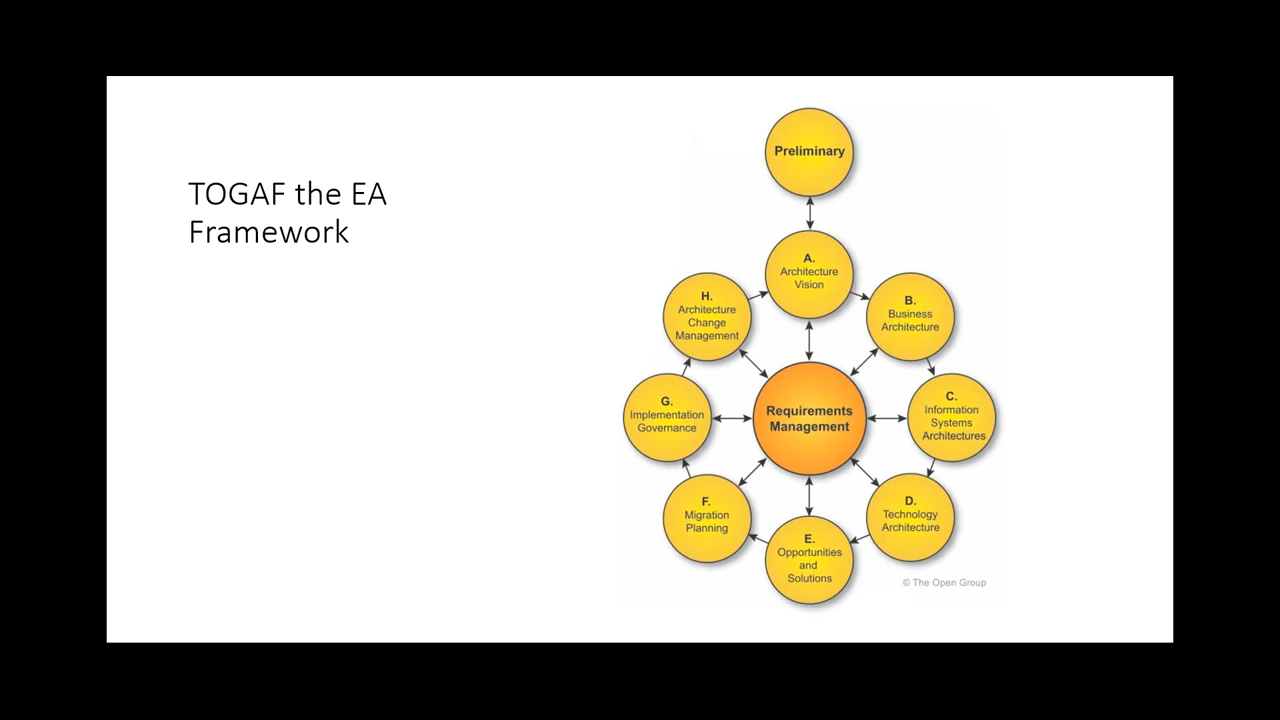 TOGAF the EA
Framework
Preliminary
A.
Architecture
Vision
B.
Business
Architecture
C.
Information
Systems
Architectures
D.
Technology
Architecture
E.
Opportunities
and
Solutions
F.
Migration
Planning
G.
Implementation
Governance
H.
Architecture
Change
Management
Requirements
Management
© The Open Group